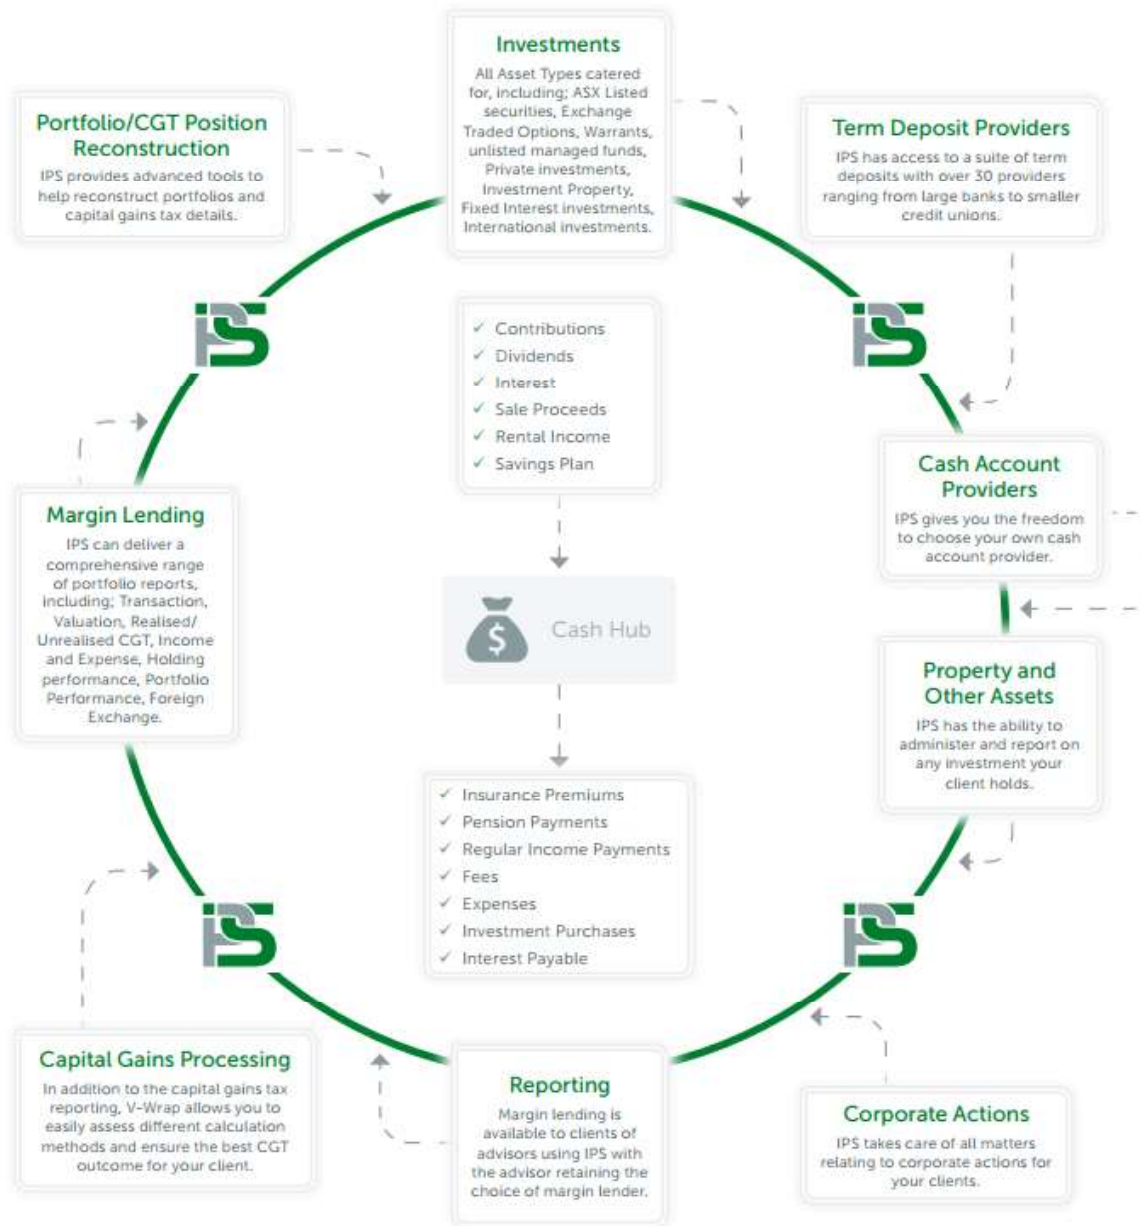 Investments
All Asset Types catered
for, including; ASX Listed
securities, Exchange
Traded Options, Warrants,
unlisted managed funds,
Private investments,
Investment Property,
Fixed Interest investments,
International investments.
Portfolio/CGT Position
Reconstruction
IPS provides advanced tools to
help reconstruct portfolios and
capital gains tax details.
Term Deposit Providers
IPS has access to a suite of term
deposits with over 30 providers
ranging from large banks to smaller
credit unions.
IPS
IPS
✓ Contributions
✓ Dividends
✓ Interest
✓ Sale Proceeds
✓ Rental Income
✓ Savings Plan
Cash Account
Providers
IPS gives you the freedom
to choose your own cash
account provider.
Margin Lending
IPS can deliver a
comprehensive range
of portfolio reports,
including; Transaction,
Valuation, Realised/
Unrealised CGT, Income
and Expense, Holding
performance, Portfolio
Performance, Foreign
Exchange.
$ Cash Hub
Property and
Other Assets
IPS has the ability to
administer and report on
any investment your
client holds.
✓ Insurance Premiums
✓ Pension Payments
✓ Regular Income Payments
✓ Fees
✓ Expenses
✓ Investment Purchases
✓ Interest Payable
IPS
IPS
Capital Gains Processing
In addition to the capital gains tax
reporting, V-Wrap allows you to
easily assess different calculation
methods and ensure the best CGT
outcome for your client.
Reporting
Margin lending is
available to clients of
advisors using IPS with
the advisor retaining the
choice of margin lender.
Corporate Actions
IPS takes care of all matters
relating to corporate actions for
your clients.